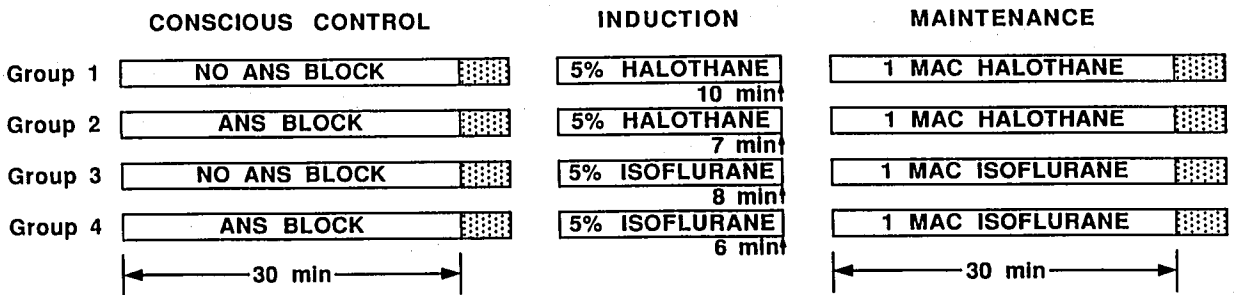 CONSCIOUS CONTROL INDUCTION MAINTENANCE
Group 1 NO ANS BLOCK 5% HALOTHANE 1 MAC HALOTHANE
10 min
Group 2 ANS BLOCK 5% HALOTHANE 1 MAC HALOTHANE
7 min
Group 3 NO ANS BLOCK 5% ISOFLURANE 1 MAC ISOFLURANE
8 min
Group 4 ANS BLOCK 5% ISOFLURANE 1 MAC ISOFLURANE
6 min
30 min 30 min